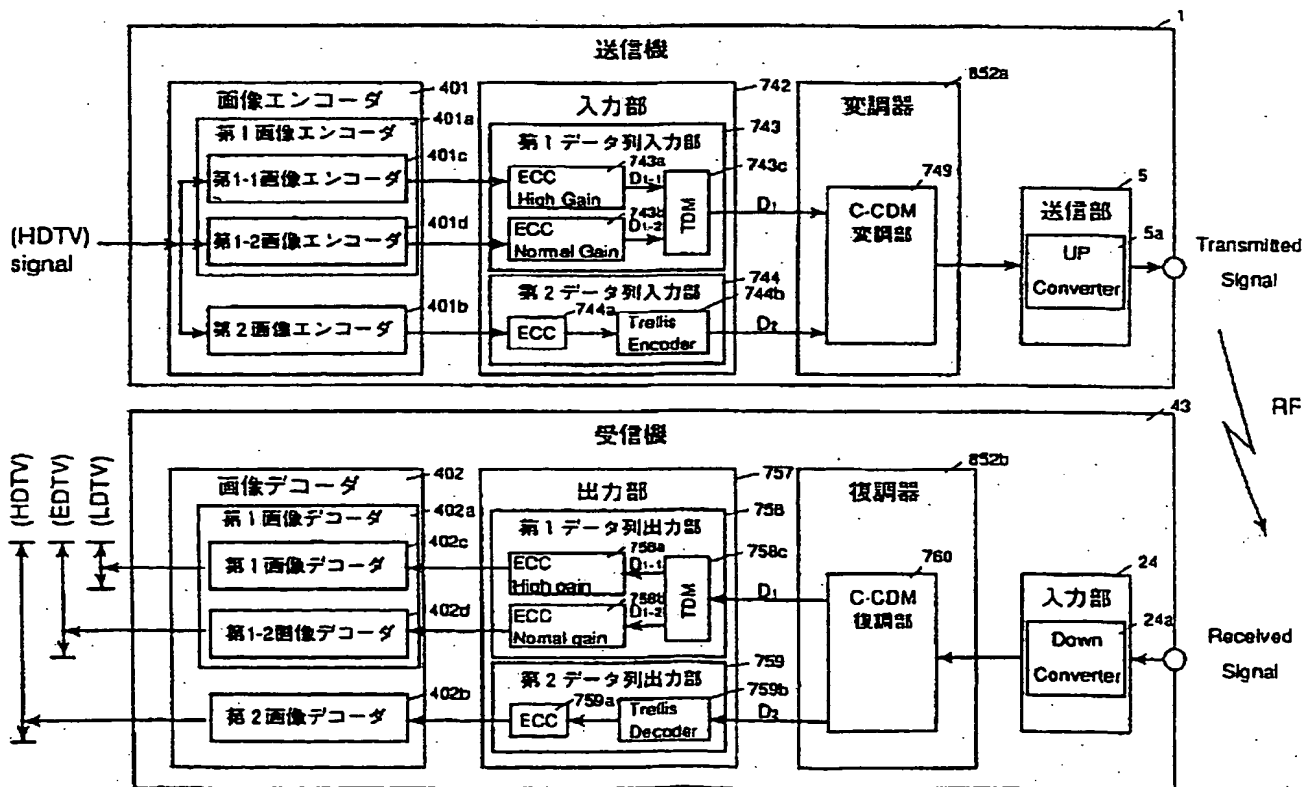 1
送信機
画像エンコーダ
401
第1画像エンコーダ
401a
第1-1画像エンコーダ
401c
第1-2画像エンコーダ
401d
第2画像エンコーダ
401b
(HDTV)
signal
入力部
742
第1データ列入力部
743
ECC
High Gain
743a
D1-1
ECC
Normal Gain
743b
D1-2
TDM
743c
D1
第2データ列入力部
744
ECC
744a
Trellis
Encoder
744b
D2
変調器
852a
C-CDM
変調部
749
送信部
5
UP
Converter
5a
Transmitted
Signal
RF
43
受信機
画像デコーダ
402
第1画像デコーダ
402a
第1画像デコーダ
402c
第1-2画像デコーダ
402d
第2画像デコーダ
402b
(HDTV)
(EDTV)
(LDTV)
出力部
757
第1データ列出力部
758
ECC
High gain
758a
D1-1
ECC
Nomal gain
758b
D1-2
TDM
758c
D1
第2データ列出力部
759
ECC
759a
Trellis
Decoder
759b
D2
復調器
852b
C-CDM
復調部
760
入力部
24
Down
Converter
24a
Received
Signal